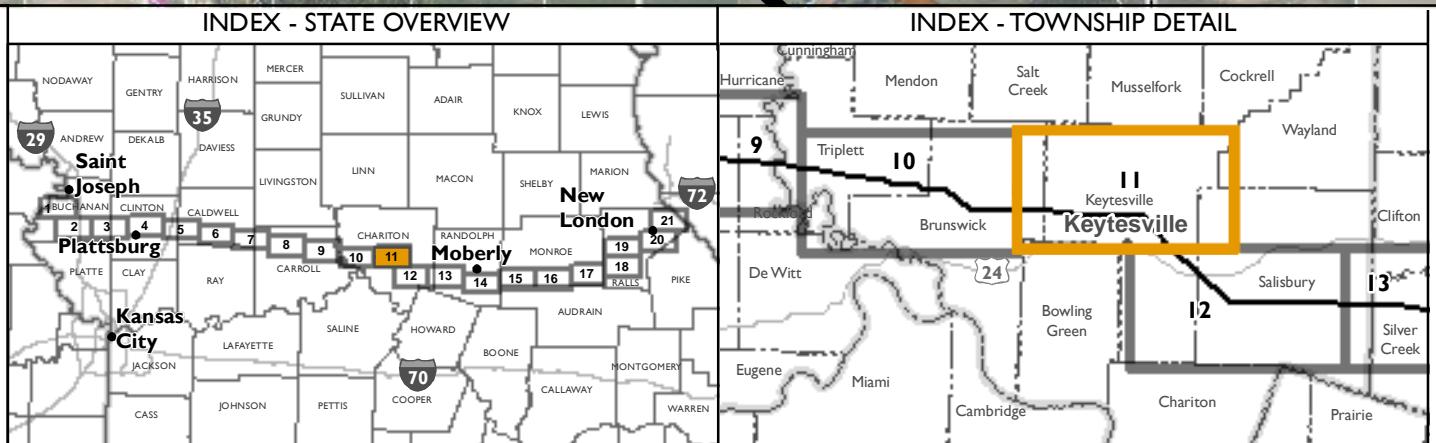 INDEX - STATE OVERVIEW
NODAWAY
GENTRY
HARRISON
MERCER
SULLIVAN
ADAIR
KNOX
LEWIS
35
GRUNDY
29
ANDREW
DEKALB
DAVIESS
Saint
Joseph
LIVINGSTON
LINN
MACON
SHELBY
MARION
New
London
72
1
BUCHANAN
CLINTON
CALDWELL
2
3
4
5
6
7
8
9
10
11
12
13
14
15
16
17
18
19
20
21
Plattsburg
CHARITON
RANDOLPH
Moberly
MONROE
PLATTE
CLAY
RAY
CARROLL
RALLS
PIKE
AUDRAIN
Kansas
City
SALINE
HOWARD
LAFAYETTE
BOONE
JACKSON
70
MONTGOMERY
CALLAWAY
COOPER
CASS
JOHNSON
PETTIS
WARREN
INDEX - TOWNSHIP DETAIL
Cunningham
Hurricane
Mendon
Salt
Creek
Musselfork
Cockrell
Wayland
9
Triplett
10
11
Keytesville
Keytesville
Rockford
Brunswick
Clifton
De Witt
24
Salisbury
13
12
Bowling
Green
Silver
Creek
Eugene
Miami
Cambridge
Chariton
Prairie